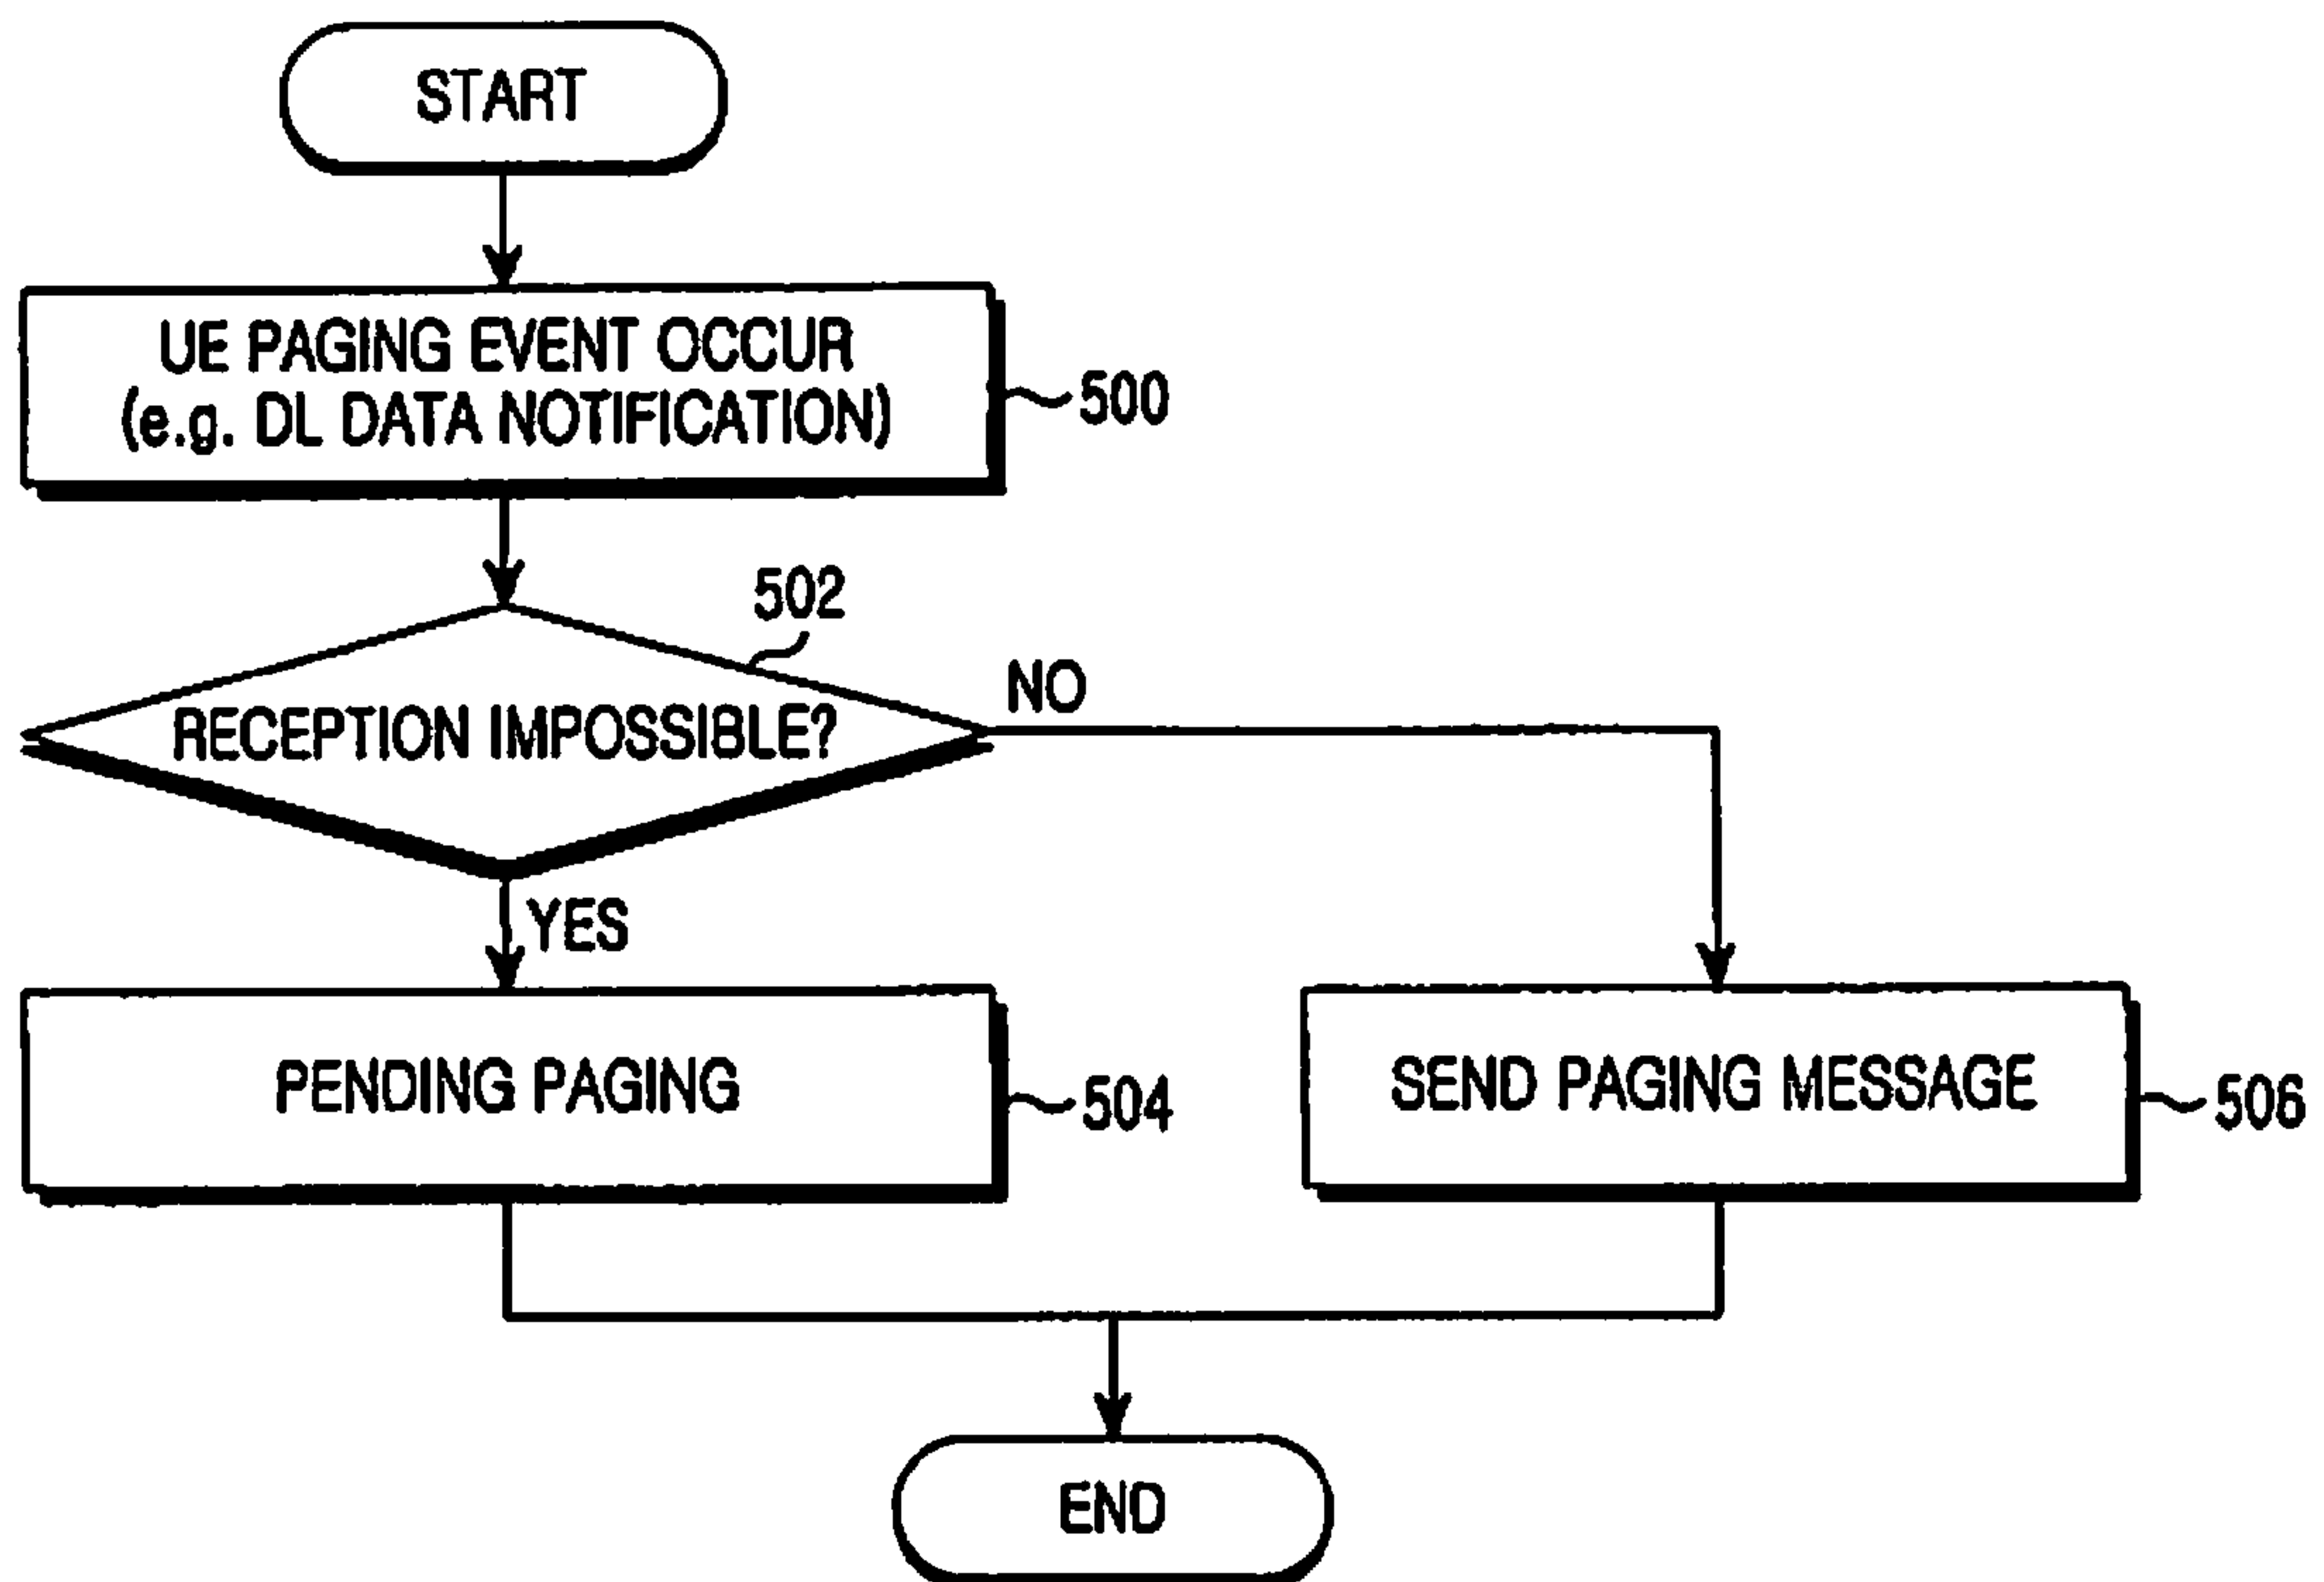 START
UE PAGING EVENT OCCUR
(e.g. DL DATA NOTIFICATION)
500
502
NO
RECEPTION IMPOSSIBLE?
YES
PENDING PAGING
504
SEND PAGING MESSAGE
506
END